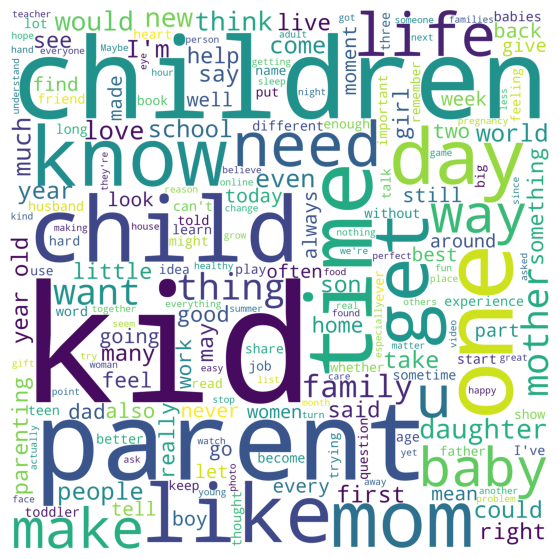 teacher
lot
would new think live
come
babies
got
someone
families
hope
hand
everyone
heart
see
I'm
help
moment
three
next
back
give
adult
eye
person
life
getting
sleep
night
less
pregnancy
understand
find
friend
made
book
say
well
name
hour
put
children
important
remember
feeling
much
know
long
love
school
need
different
enough
girl
week
two
world
they're
believe
game
since
husband
year
hard
look
can't
today
told
learn
might
reason
online
change
even
always
day
talk
big
still
without
around
something
kind
making
house
grow
nothing
we're
time
get
way
child
year old
use
word
want
little
idea
play
often
son
food
perfect
fun
place
asked
best
others
ever
especially
experience
mother
together
everything
thing
home
real
found
video
part
one
seem
healthy
summer
kid
going
good
may
many
work
share
whether
matter
take
start
great
gift
try
woman
easy
job
read
list
care
sometime
feel
family
happy
parenting
teen
point
dad
also
never
women
said
month
turn
u
daughter
show
actually
better
really
stop
parent
watch
go
become
every
trying
question
age
father
yet
I've
face
people
ask
let
keep
young
photo
away
first
mean
another
problem
baby
toddler
tell
boy
thought
make
like
mom
could
right
Maybe